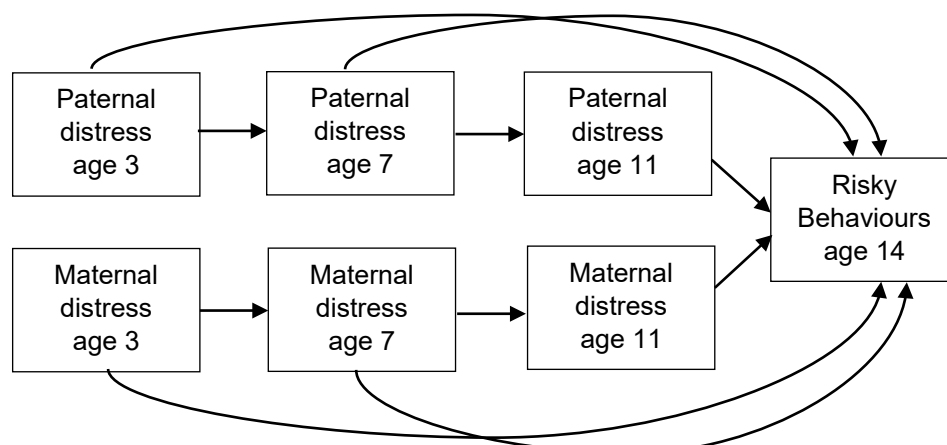 Paternal
distress
age 3
Paternal
distress
age 7
Paternal
distress
age 11
Risky
Behaviours
age 14
Maternal
distress
age 3
Maternal
distress
age 7
Maternal
distress
age 11